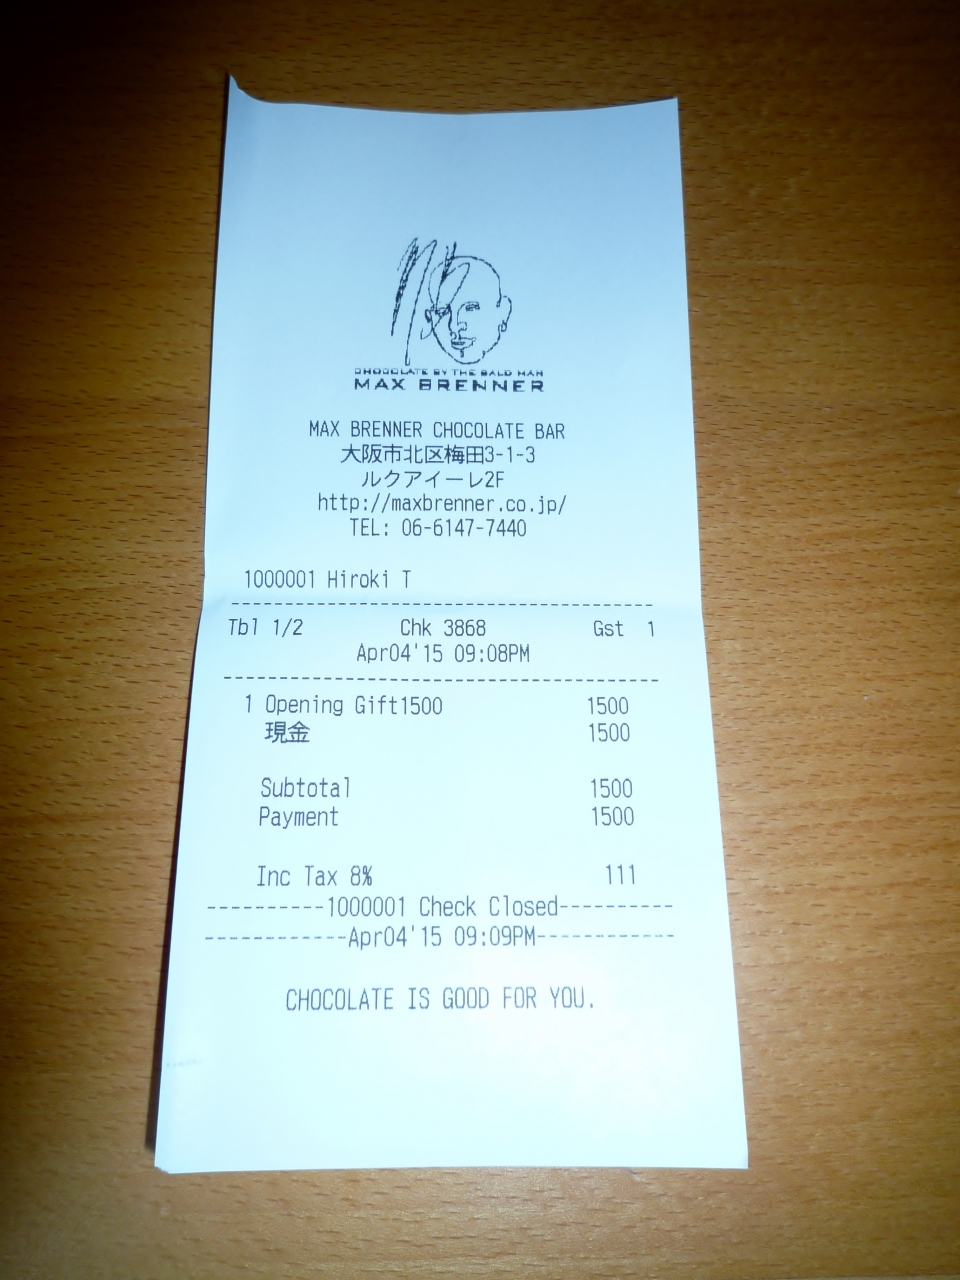 CHOCOLATE BY THE BALD MAN
MAX BRENNER
MAX BRENNER CHOCOLATE BAR
大阪市北区梅田3-1-3
ルクアイーレ2F
http://maxbrenner.co.jp/
TEL: 06-6147-7440
1000001 Hiroki T
Tbl 1/2 Chk 3868 Gst 1
Apr04'15 09:08PM
1 Opening Gift1500 1500
現金 1500
Subtotal 1500
Payment 1500
Inc Tax 8% 111
----------1000001 Check Closed----------
------------Apr04'15 09:09PM------------
CHOCOLATE IS GOOD FOR YOU.